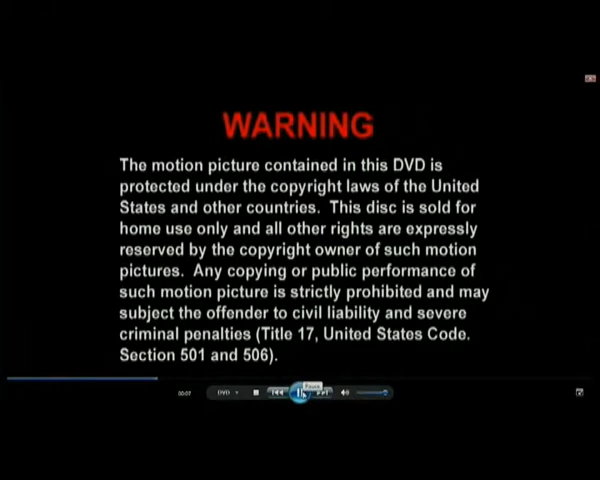 WARNING
The motion picture contained in this DVD is
protected under the copyright laws of the United
States and other countries.  This disc is sold for
home use only and all other rights are expressly
reserved by the copyright owner of such motion
pictures.  Any copying or public performance of
such motion picture is strictly prohibited and may
subject the offender to civil liability and severe
criminal penalties (Title 17, United States Code.
Section 501 and 506).
Pause
00:07
DVD